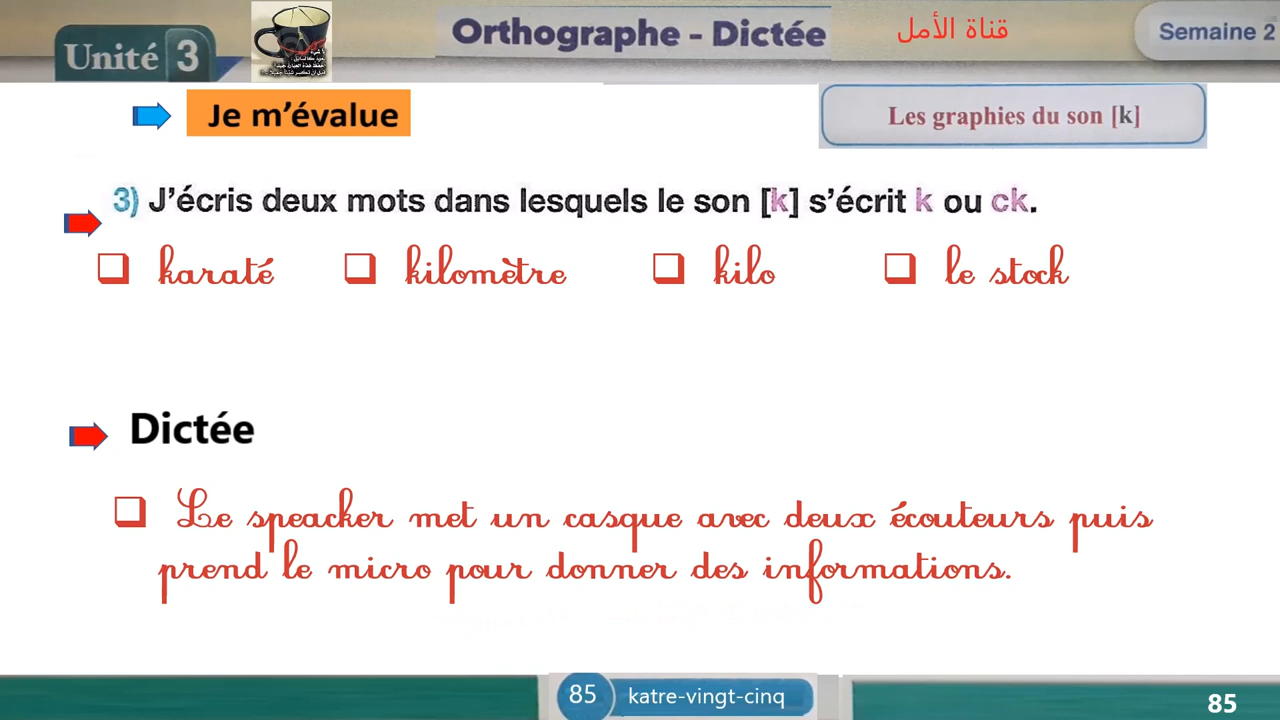 Unité 3
Orthographe - Dictée
قناة الأمل
Semaine 2
Je m'évalue
Les graphies du son [k]
3) J'écris deux mots dans lesquels le son [k] s'écrit k ou ck.
karaté kilomètre kilo le stock
Dictée
Le speacker met un casque avec deux écouteurs puis
prend le micro pour donner des informations.
85 katre-vingt-cinq
85